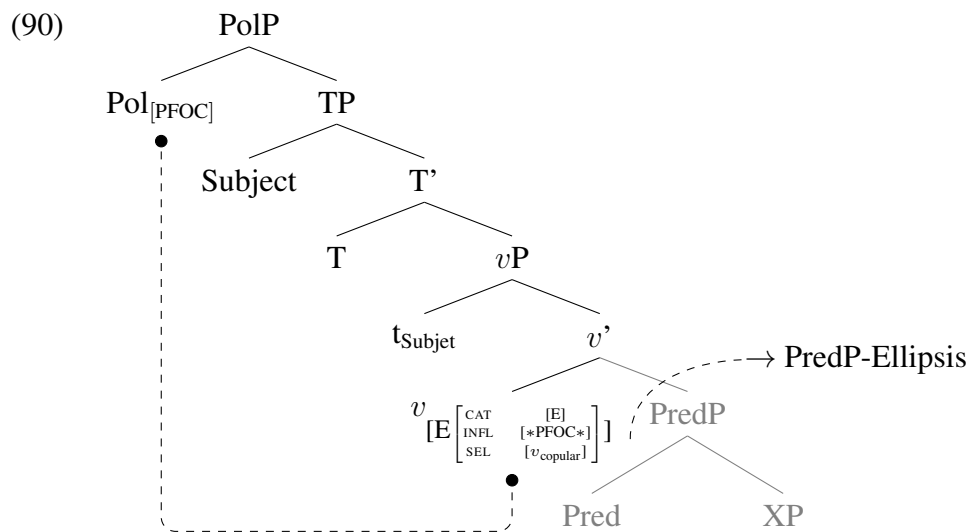 (90) PolP
Pol[PFOC] TP
Subject T'
T vP
tSubjet v'
→ PredP-Ellipsis
v[E[CAT [E] PredP
INFL [∗PFOC∗]
SEL [vcopular]]]
Pred XP